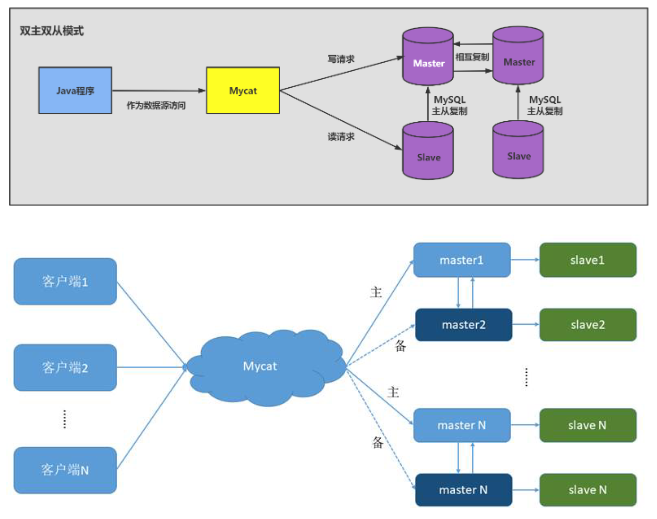 双主双从模式
Java程序
作为数据源访问
Mycat
写请求
读请求
Master
相互复制
Master
MySQL
主从复制
MySQL
主从复制
Slave
Slave
客户端1
客户端2
客户端N
Mycat
主
备
主
备
master1
slave1
master2
slave2
master N
slave N
master N
slave N